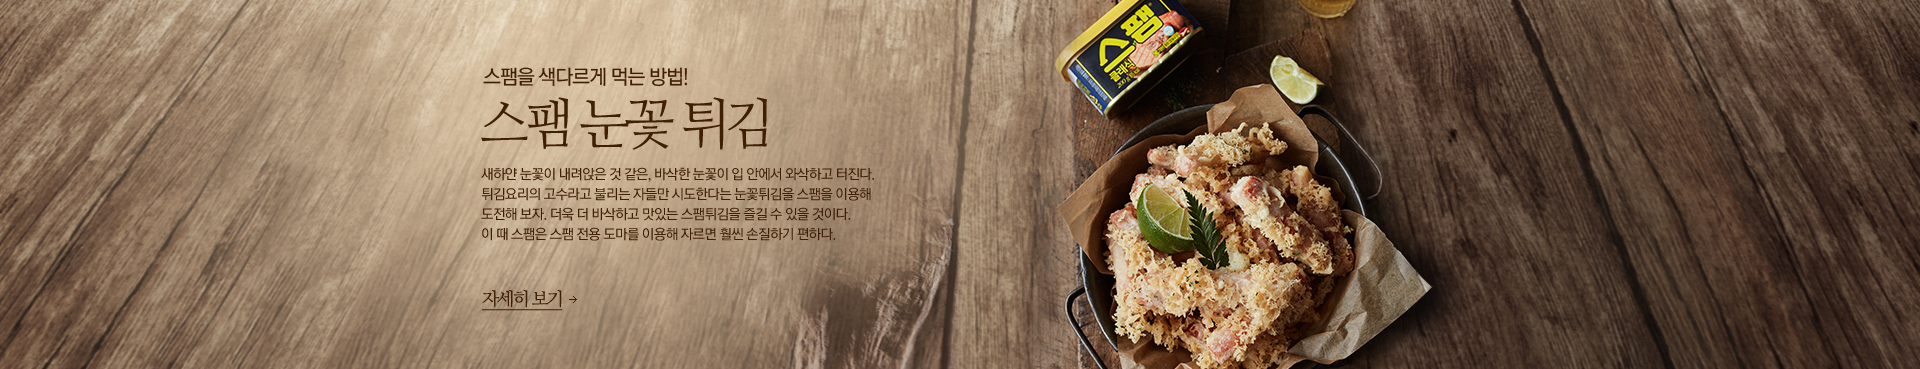 스팸을 색다르게 먹는 방법!
스팸 눈꽃 튀김
새하얀 눈꽃이 내려앉은 것 같은, 바삭한 눈꽃이 입 안에서 와삭하고 터진다.
튀김요리의 고수라고 불리는 자들만 시도한다는 눈꽃튀김을 스팸을 이용해
도전해 보자. 더욱 더 바삭하고 맛있는 스팸튀김을 즐길 수 있을 것이다.
이 때 스팸은 스팸 전용 도마를 이용해 자르면 훨씬 손질하기 편하다.
자세히 보기 →
스팸
클래식